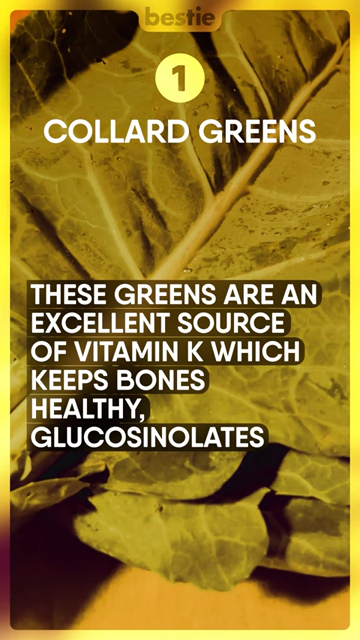 bestie
1
COLLARD GREENS
THESE GREENS ARE AN
EXCELLENT SOURCE
OF VITAMIN K WHICH
KEEPS BONES
HEALTHY,
GLUCOSINOLATES